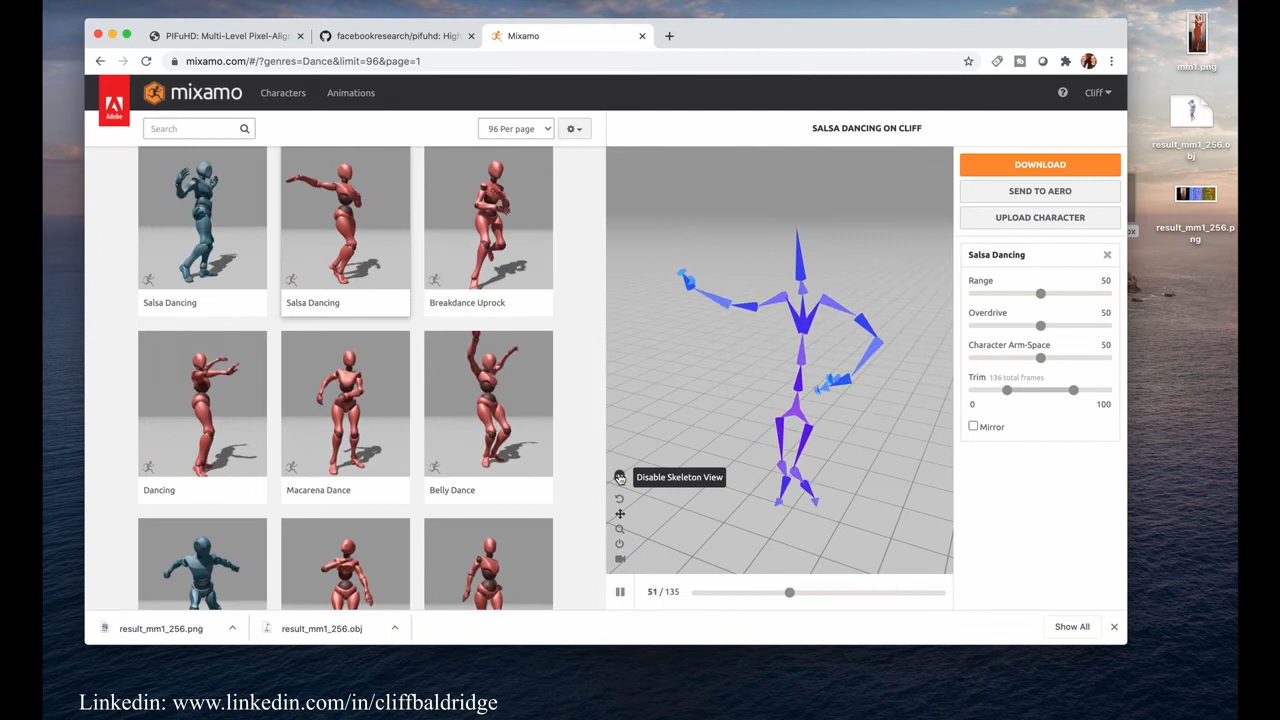 PIFuHD: Multi-Level Pixel-Align
facebookresearch/pifuhd: High
Mixamo
mixamo.com/#/?genres=Dance&limit=96&page=1
Adobe
mixamo
Characters
Animations
Cliff
Search
96 Per page
SALSA DANCING ON CLIFF
Salsa Dancing
Salsa Dancing
Breakdance Uprock
Dancing
Macarena Dance
Belly Dance
Disable Skeleton View
51 / 135
DOWNLOAD
SEND TO AERO
UPLOAD CHARACTER
Salsa Dancing
Range 50
Overdrive 50
Character Arm-Space 50
Trim 136 total frames
0 100
Mirror
result_mm1_256.png
result_mm1_256.obj
Show All
mm1.png
result_mm1_256.o
bj
result_mm1_256.p
ng
Linkedin: www.linkedin.com/in/cliffbaldridge